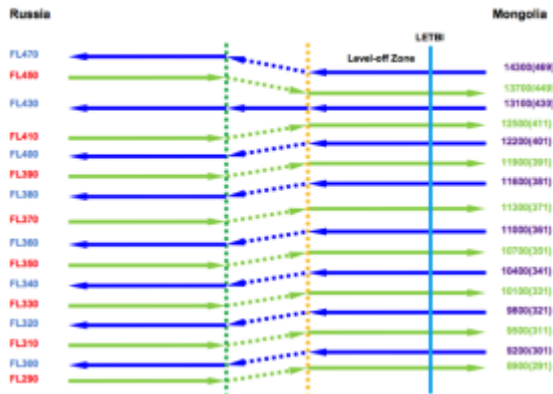 Russia
Mongolia
LETBI
Level-off Zone
FL470
14300(469)
FL450
13700(449)
FL430
13100(430)
FL410
12500(411)
FL400
12200(401)
FL390
11900(391)
FL380
11600(381)
FL370
11300(371)
FL360
11000(361)
FL350
10700(351)
FL340
10400(341)
FL330
10100(331)
FL320
9800(321)
FL310
9500(311)
FL300
9200(301)
FL290
8900(291)